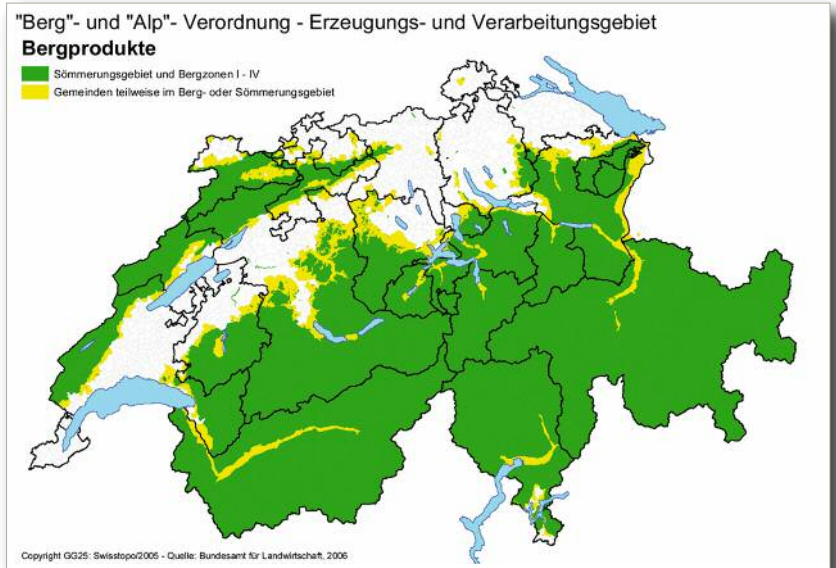 "Berg"- und "Alp"- Verordnung - Erzeugungs- und Verarbeitungsgebiet
Bergprodukte
Sömmerungsgebiet und Bergzonen I - IV
Gemeinden teilweise im Berg- oder Sömmerungsgebiet
Copyright GG25: Swisstopo/2005 - Quelle: Bundesamt für Landwirtschaft, 2006